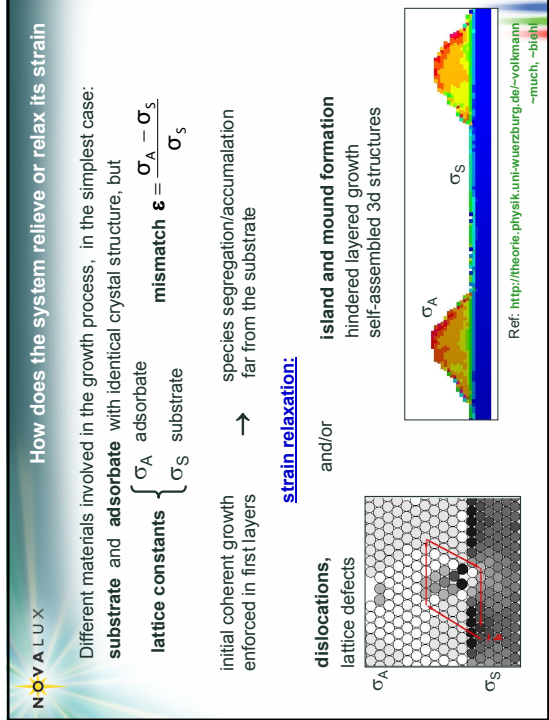 NOVALUX
How does the system relieve or relax its strain
Different materials involved in the growth process, in the simplest case:
substrate and adsorbate with identical crystal structure, but
lattice constants { σA adsorbate
σS substrate
mismatch ε = (σA − σS) / σS
initial coherent growth
enforced in first layers
→
species segregation/accumalation
far from the substrate
strain relaxation:
dislocations,
lattice defects
and/or
island and mound formation
hindered layered growth
self-assembled 3d structures
σA
σS
σA
σS
Ref: http://theorie.physik.uni-wuerzburg.de/~volkmann
~much, ~biehl